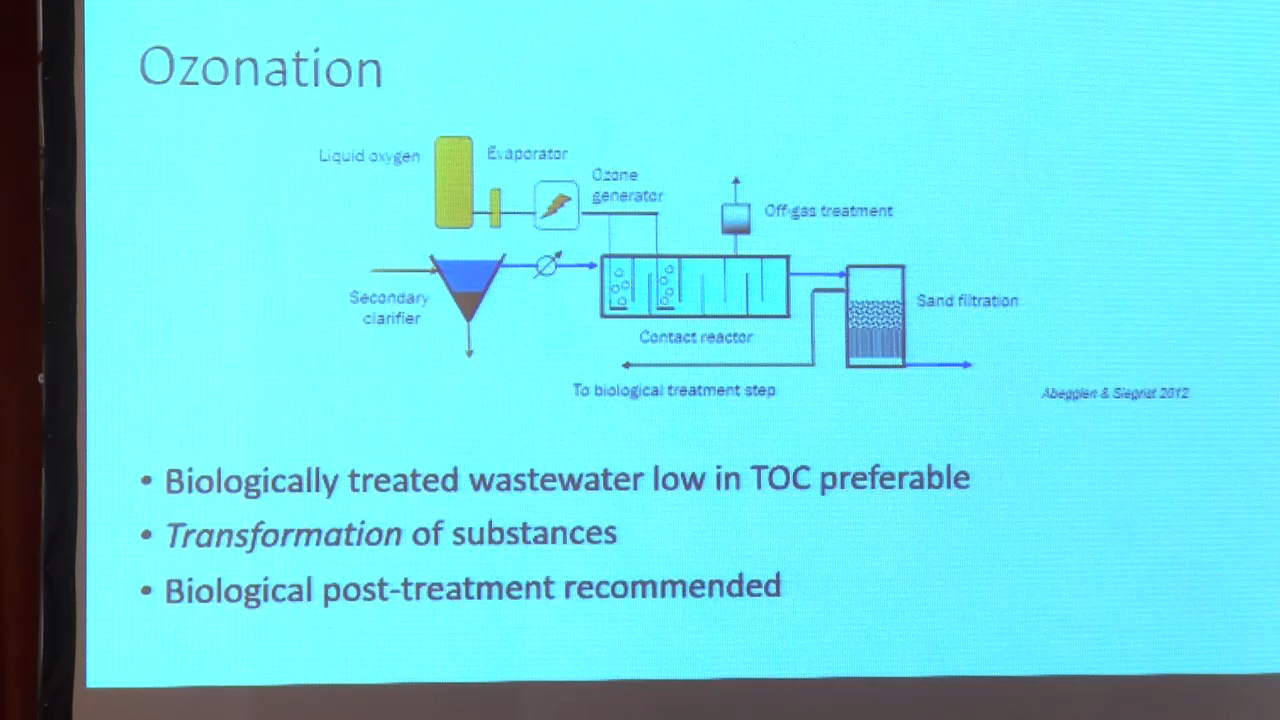 Ozonation
Liquid oxygen
Evaporator
Ozone
generator
Off-gas treatment
Secondary
clarifier
Sand filtration
Contact reactor
To biological treatment step
Abegglen & Siegrist 2012
• Biologically treated wastewater low in TOC preferable
• Transformation of substances
• Biological post-treatment recommended